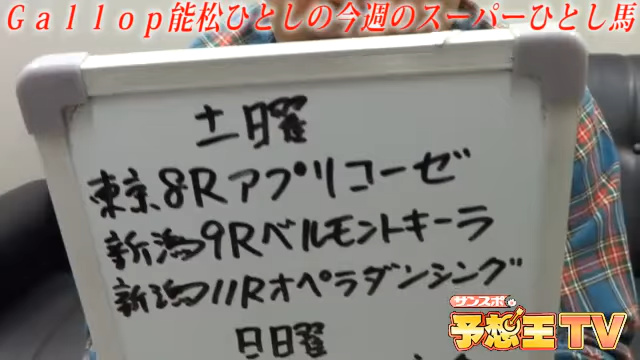 Gallop能松ひとしの今週のスーパーひとし馬
土曜
東京8Rアプリコーゼ
新潟9Rベルモントキーラ
新潟11Rオペラダンシング
日曜
サンスポ
予想王TV